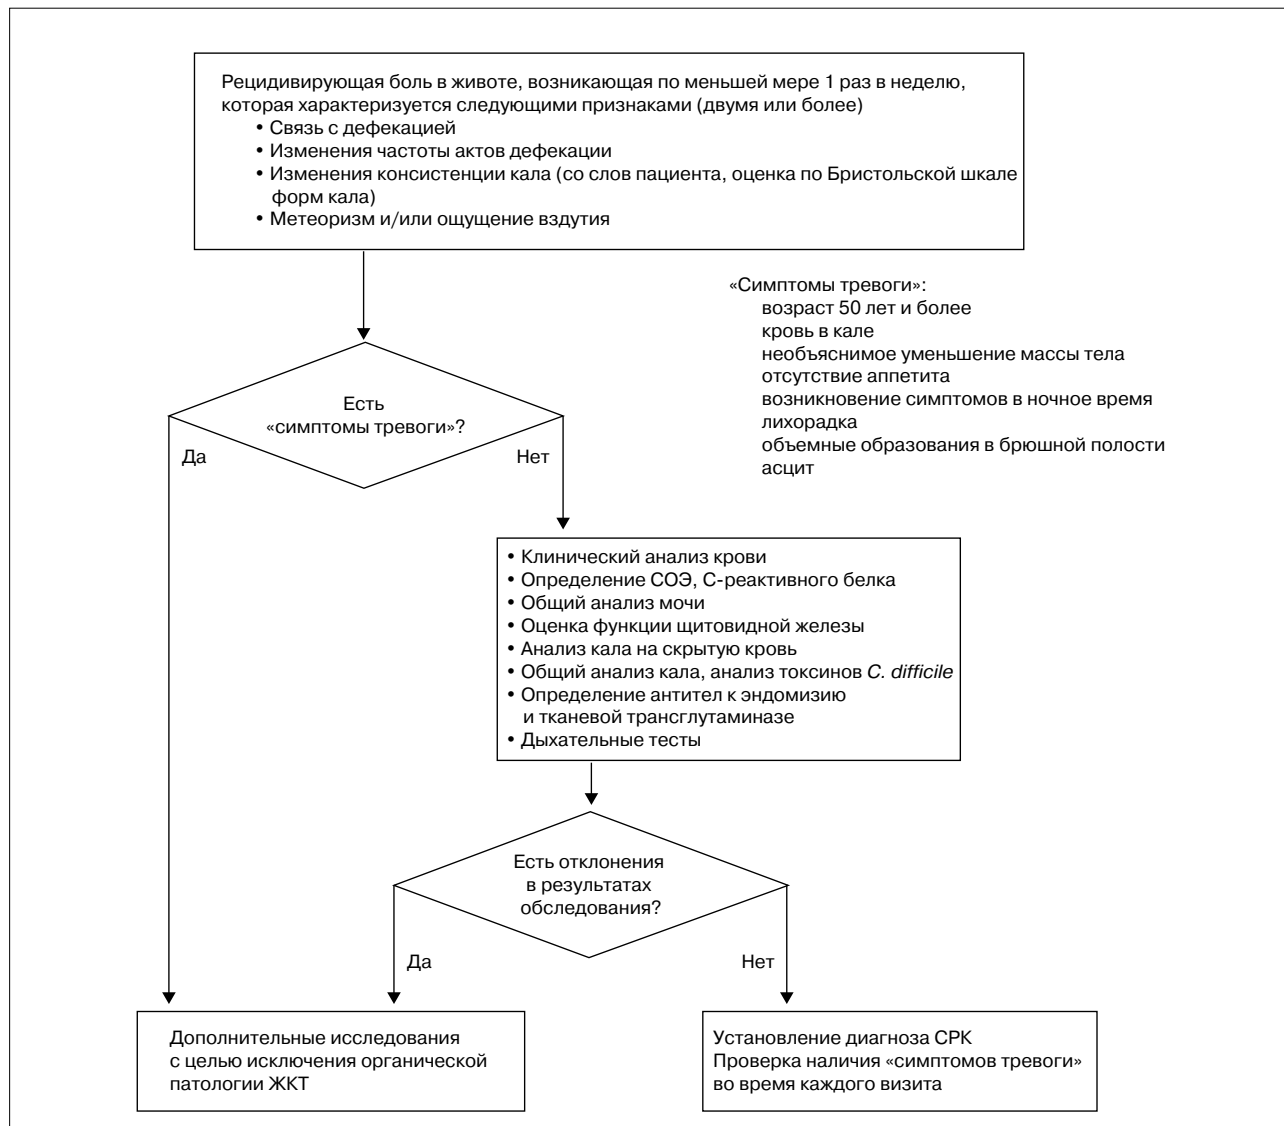 Рецидивирующая боль в животе, возникающая по меньшей мере 1 раз в неделю,
которая характеризуется следующими признаками (двумя или более)
• Связь с дефекацией
• Изменения частоты актов дефекации
• Изменения консистенции кала (со слов пациента, оценка по Бристольской шкале
форм кала)
• Метеоризм и/или ощущение вздутия
«Симптомы тревоги»:
возраст 50 лет и более
кровь в кале
необъяснимое уменьшение массы тела
отсутствие аппетита
возникновение симптомов в ночное время
лихорадка
объемные образования в брюшной полости
асцит
Есть
«симптомы тревоги»?
Да
Нет
• Клинический анализ крови
• Определение СОЭ, С-реактивного белка
• Общий анализ мочи
• Оценка функции щитовидной железы
• Анализ кала на скрытую кровь
• Общий анализ кала, анализ токсинов C. difficile
• Определение антител к эндомизию
и тканевой трансглутаминазе
• Дыхательные тесты
Есть отклонения
в результатах
обследования?
Да
Нет
Дополнительные исследования
с целью исключения органической
патологии ЖКТ
Установление диагноза СРК
Проверка наличия «симптомов тревоги»
во время каждого визита